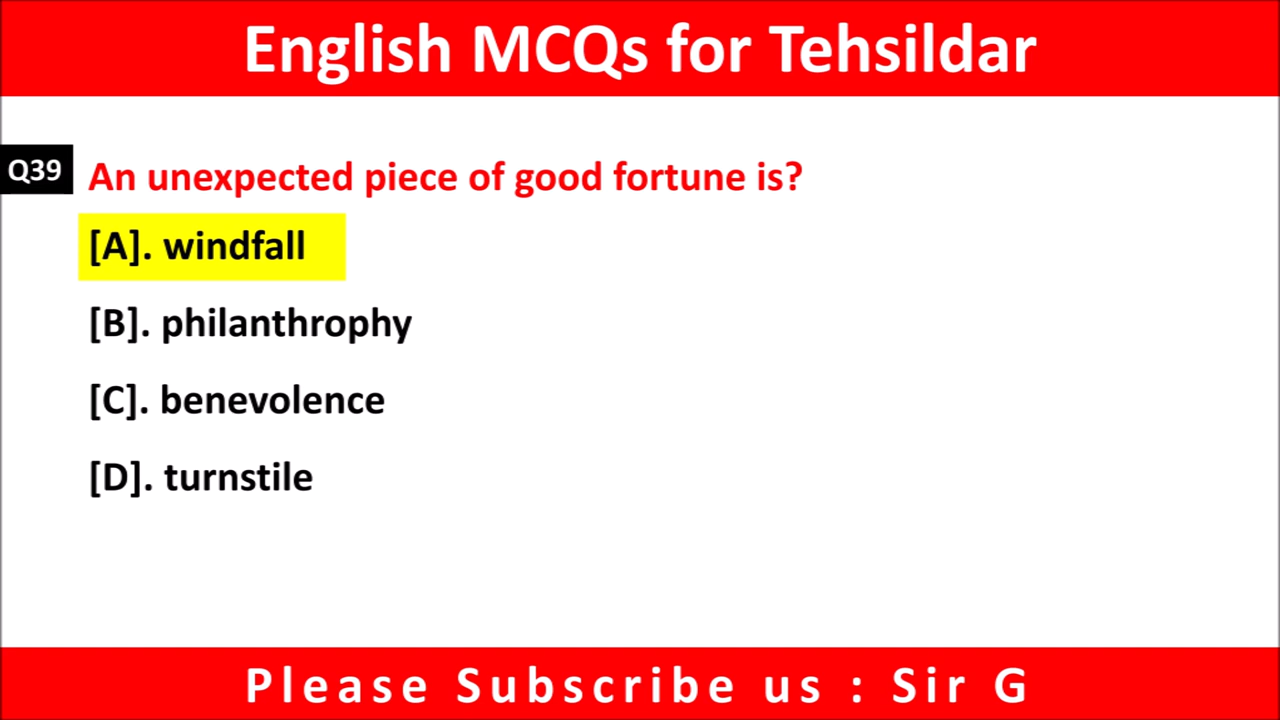 English MCQs for Tehsildar
Q39 An unexpected piece of good fortune is?
[A]. windfall
[B]. philanthrophy
[C]. benevolence
[D]. turnstile
Please Subscribe us : Sir G